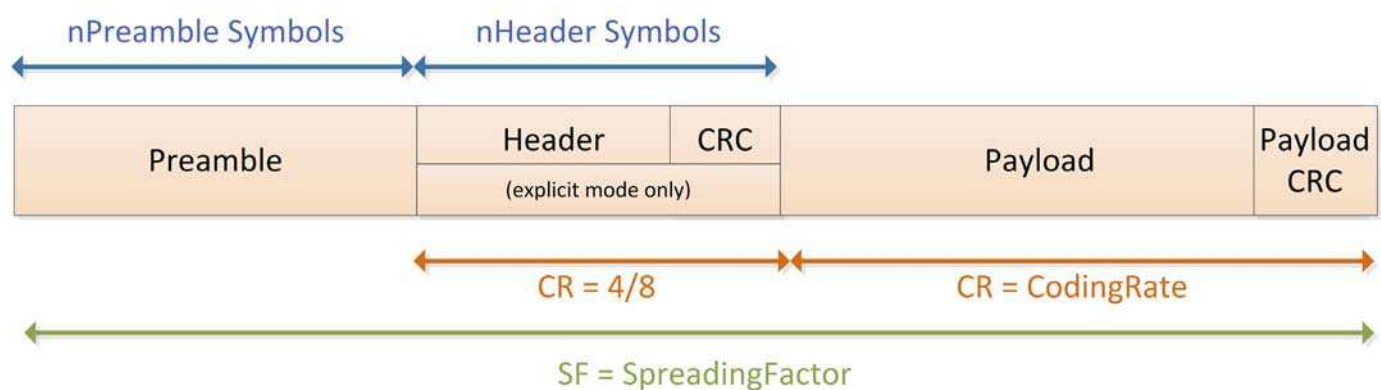 nPreamble Symbols
nHeader Symbols
Preamble
Header
CRC
(explicit mode only)
Payload
Payload
CRC
CR = 4/8
CR = CodingRate
SF = SpreadingFactor